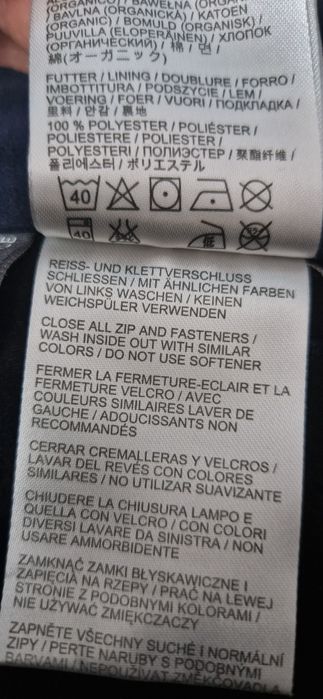 (ORGANIC) / BOMULD (ORGANISK) /
PUUVILLA (ELOPERÄINEN) / ХЛОПОК
(ОРГАНИЧЕСКИЙ) / 棉 / 면 /
綿(オーガニック)
FUTTER / LINING / DOUBLURE / FORRO /
IMBOTTITURA / PODSZYCIE / LEM /
VOERING / FOER / VUORI / ПОДКЛАДКА /
里料 / 안감 / 裏地
100 % POLYESTER / POLIÉSTER /
POLIESTERE / POLIESTER /
POLYESTERI / ПОЛИЭСТЕР / 聚酯纤维 /
폴리에스터 / ポリエステル
40
40
REISS- UND KLETTVERSCHLUSS
SCHLIESSEN / MIT ÄHNLICHEN FARBEN
VON LINKS WASCHEN / KEINEN
WEICHSPÜLER VERWENDEN
CLOSE ALL ZIP AND FASTENERS /
WASH INSIDE OUT WITH SIMILAR
COLORS / DO NOT USE SOFTENER
FERMER LA FERMETURE-ECLAIR ET LA
FERMETURE VELCRO / AVEC
COULEURS SIMILAIRES LAVER DE
GAUCHE / ADOUCISSANTS NON
RECOMMANDÉS
CERRAR CREMALLERAS Y VELCROS /
LAVAR DEL REVÉS CON COLORES
SIMILARES / NO UTILIZAR SUAVIZANTE
CHIUDERE LA CHIUSURA LAMPO E
QUELLA CON VELCRO / CON COLORI
DIVERSI LAVARE DA SINISTRA / NON
USARE AMMORBIDENTE
ZAMKNĄĆ ZAMKI BŁYSKAWICZNE I
ZAPIĘCIA NA RZEPY / PRAĆ NA LEWEJ
STRONIE Z PODOBNYMI KOLORAMI /
NIE UŻYWAĆ ZMIĘKCZACZY
ZAPNĚTE VŠECHNY SUCHÉ I NORMÁLNÍ
ZIPY / PERTE NARUBY S PODOBNÝMI
BARVAMI / NEPOUŽÍVAT ZMĚKČOVADLA